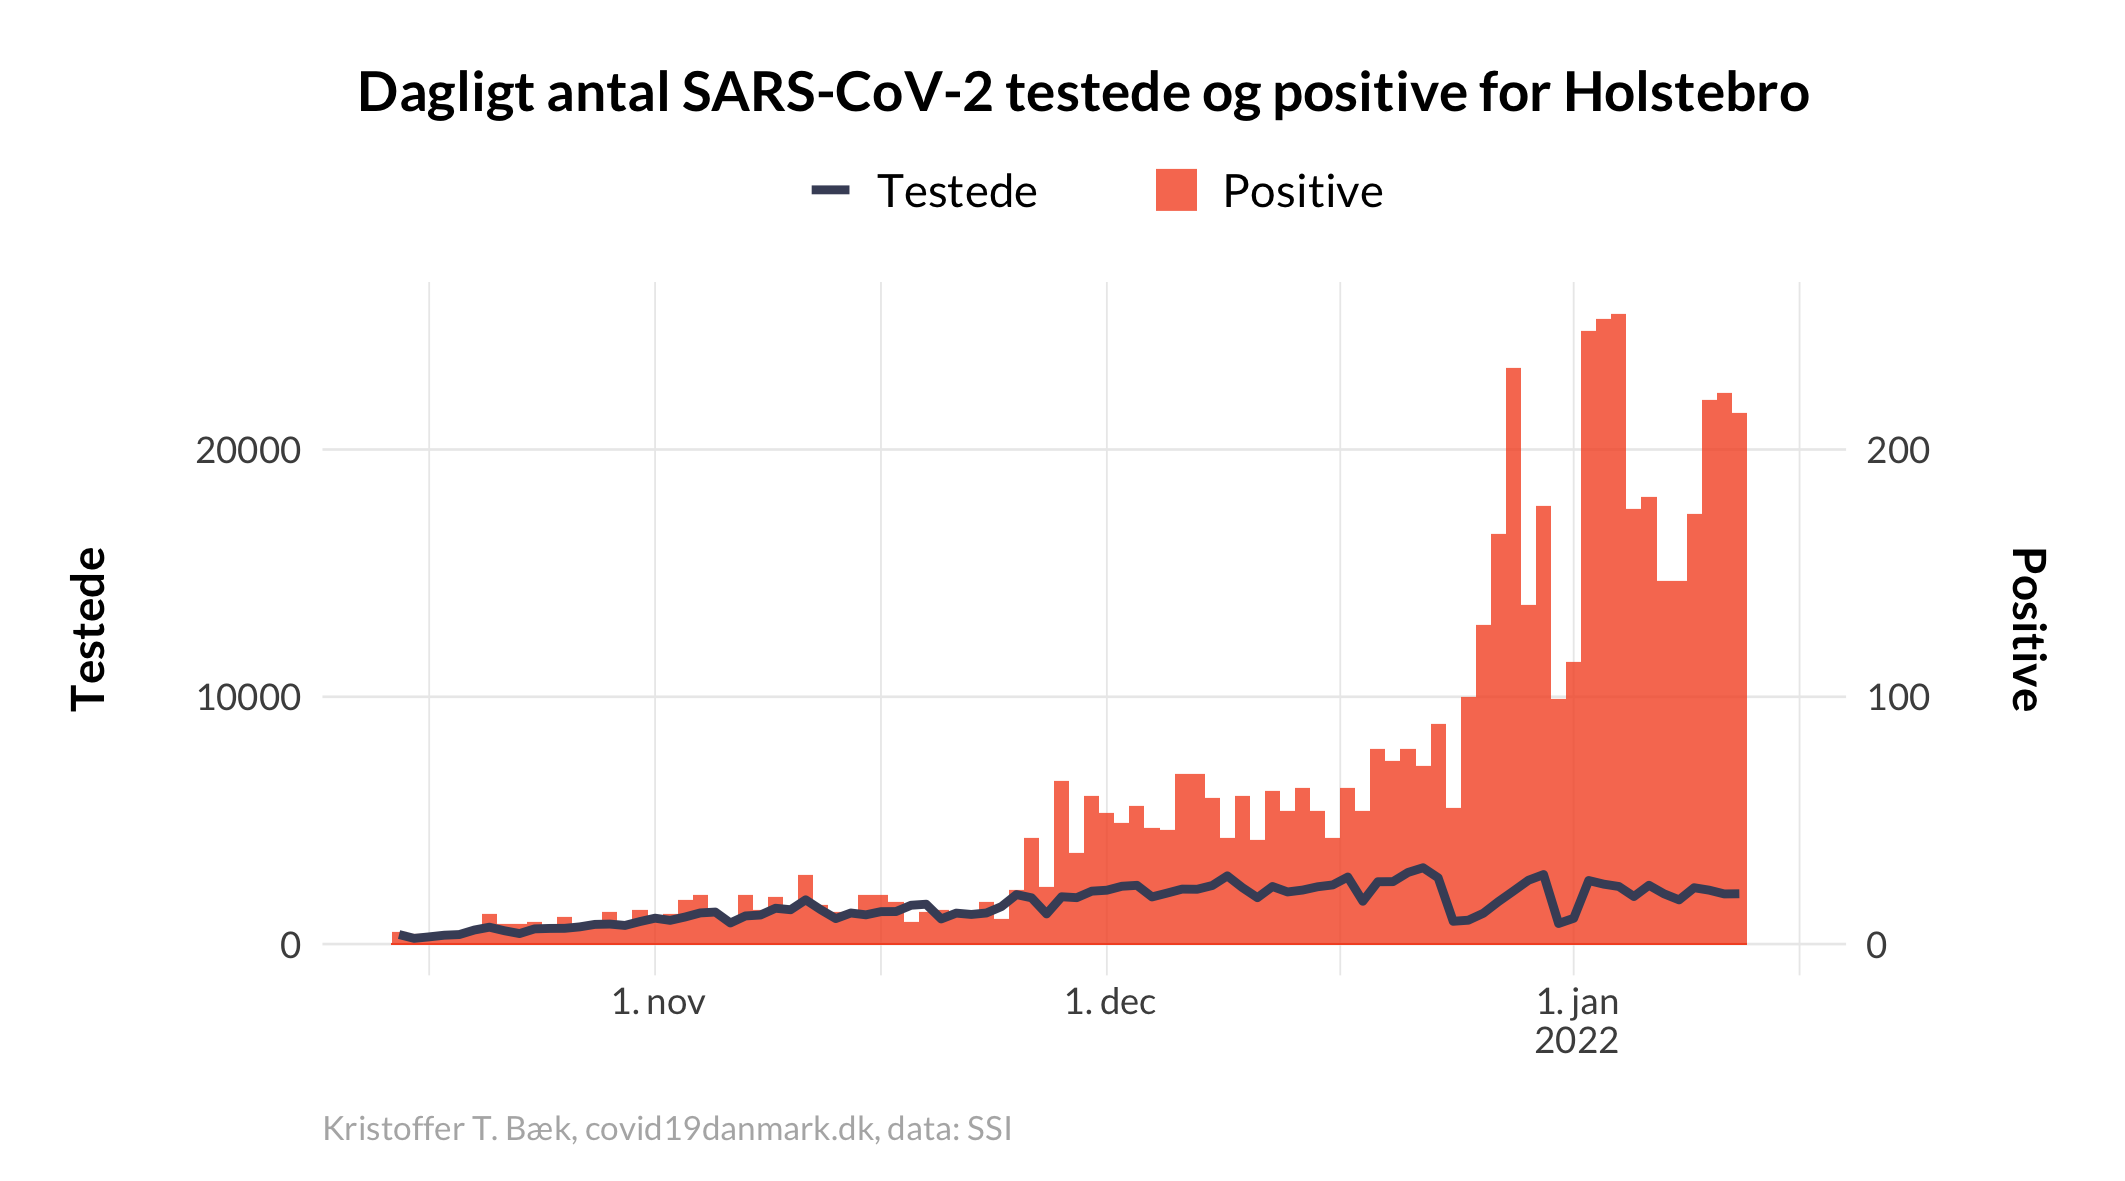 Dagligt antal SARS-CoV-2 testede og positive for Holstebro
Testede
Positive
Testede
20000
10000
0
200
100
0
Positive
1. nov
1. dec
1. jan
2022
Kristoffer T. Bæk, covid19danmark.dk, data: SSI